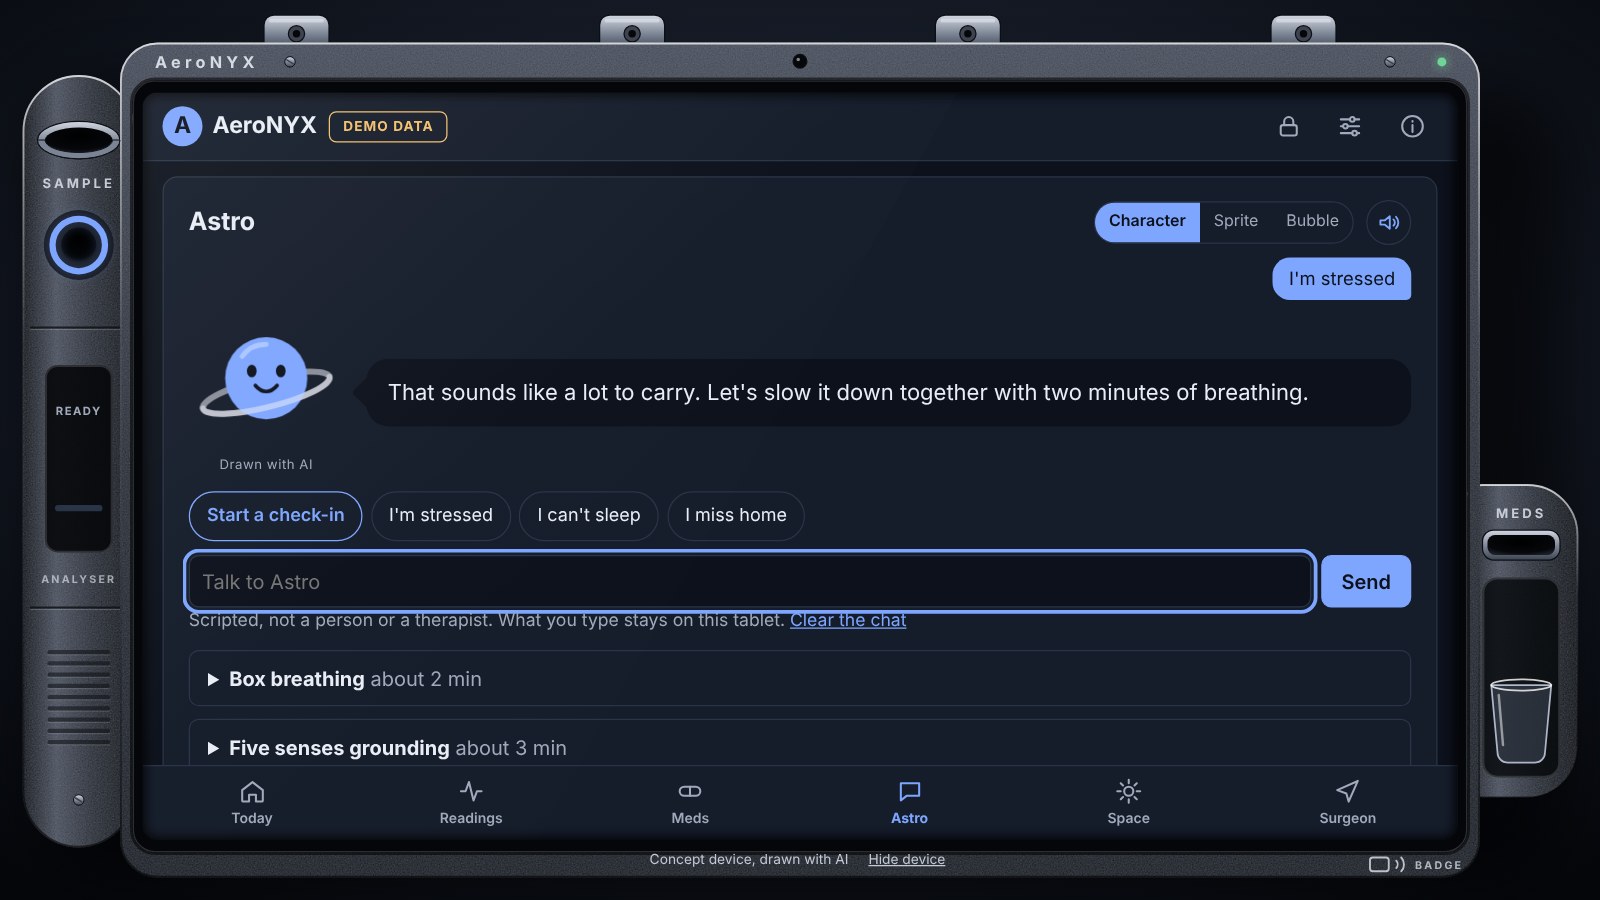 AeroNYX
A AeroNYX DEMO DATA
SAMPLE
READY
ANALYSER
Astro
Character Sprite Bubble
I'm stressed
That sounds like a lot to carry. Let's slow it down together with two minutes of breathing.
Drawn with AI
Start a check-in I'm stressed I can't sleep I miss home
Talk to Astro Send
Scripted, not a person or a therapist. What you type stays on this tablet. Clear the chat
Box breathing about 2 min
Five senses grounding about 3 min
Today Readings Meds Astro Space Surgeon
MEDS
Concept device, drawn with AI Hide device
BADGE